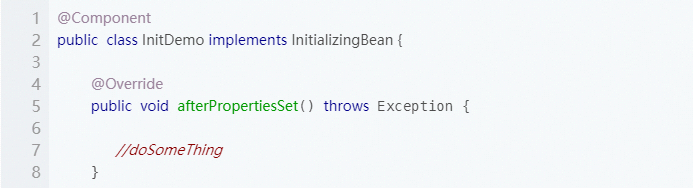 1 @Component
2 public class InitDemo implements InitializingBean {
3
4 @Override
5 public void afterPropertiesSet() throws Exception {
6
7 //doSomeThing
8 }